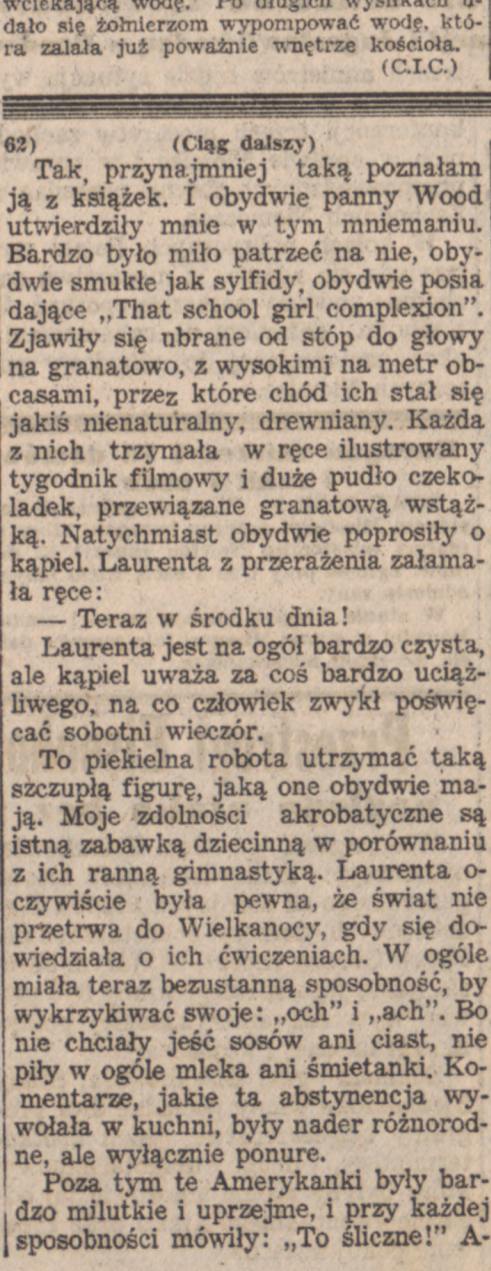 wciekającą wodę. Po długich wysiłkach u-
dało się żołnierzom wypompować wodę, któ-
ra zalała już poważnie wnętrze kościoła.
(C.I.C.)
62) (Ciąg dalszy)
Tak, przynajmniej taką poznałam
ją z książek. I obydwie panny Wood
utwierdziły mnie w tym mniemaniu.
Bardzo było miło patrzeć na nie, oby-
dwie smukłe jak sylfidy, obydwie posia
dające „That school girl complexion”.
Zjawiły się ubrane od stóp do głowy
na granatowo, z wysokimi na metr ob-
casami, przez które chód ich stał się
jakiś nienaturalny, drewniany. Każda
z nich trzymała w ręce ilustrowany
tygodnik filmowy i duże pudło czeko-
ladek, przewiązane granatową wstąż-
ką. Natychmiast obydwie poprosiły o
kąpiel. Laurenta z przerażenia załama-
ła ręce:
— Teraz w środku dnia!
Laurenta jest na ogół bardzo czysta,
ale kąpiel uważa za coś bardzo uciąż-
liwego, na co człowiek zwykł poświę-
cać sobotni wieczór.
To piekielna robota utrzymać taką
szczupłą figurę, jaką one obydwie ma-
ją. Moje zdolności akrobatyczne są
istną zabawką dziecinną w porównaniu
z ich ranną gimnastyką. Laurenta o-
czywiście była pewna, że świat nie
przetrwa do Wielkanocy, gdy się do-
wiedziała o ich ćwiczeniach. W ogóle
miała teraz bezustanną sposobność, by
wykrzykiwać swoje: „och” i „ach”. Bo
nie chciały jeść sosów ani ciast, nie
piły w ogóle mleka ani śmietanki. Ko-
mentarze, jakie ta abstynencja wy-
wołała w kuchni, były nader różnorod-
ne, ale wyłącznie ponure.
Poza tym te Amerykanki były bar-
dzo milutkie i uprzejme, i przy każdej
sposobności mówiły: „To śliczne!” A-